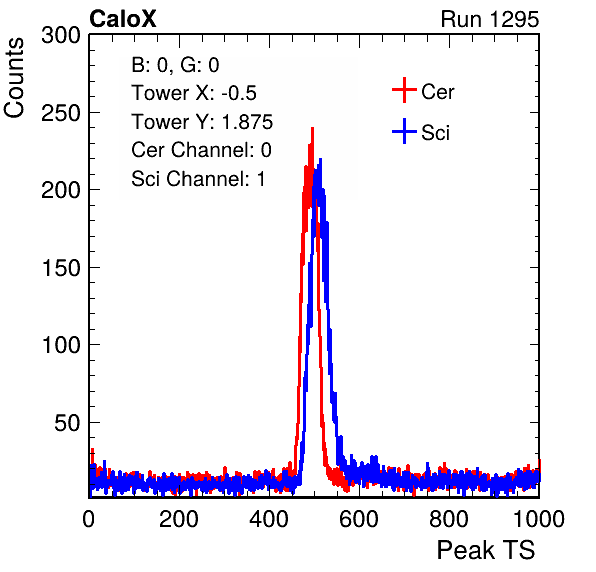 CaloX Run 1295
Counts
300
250
200
150
100
50
B: 0, G: 0
Tower X: -0.5
Tower Y: 1.875
Cer Channel: 0
Sci Channel: 1
Cer
Sci
0 200 400 600 800 1000
Peak TS